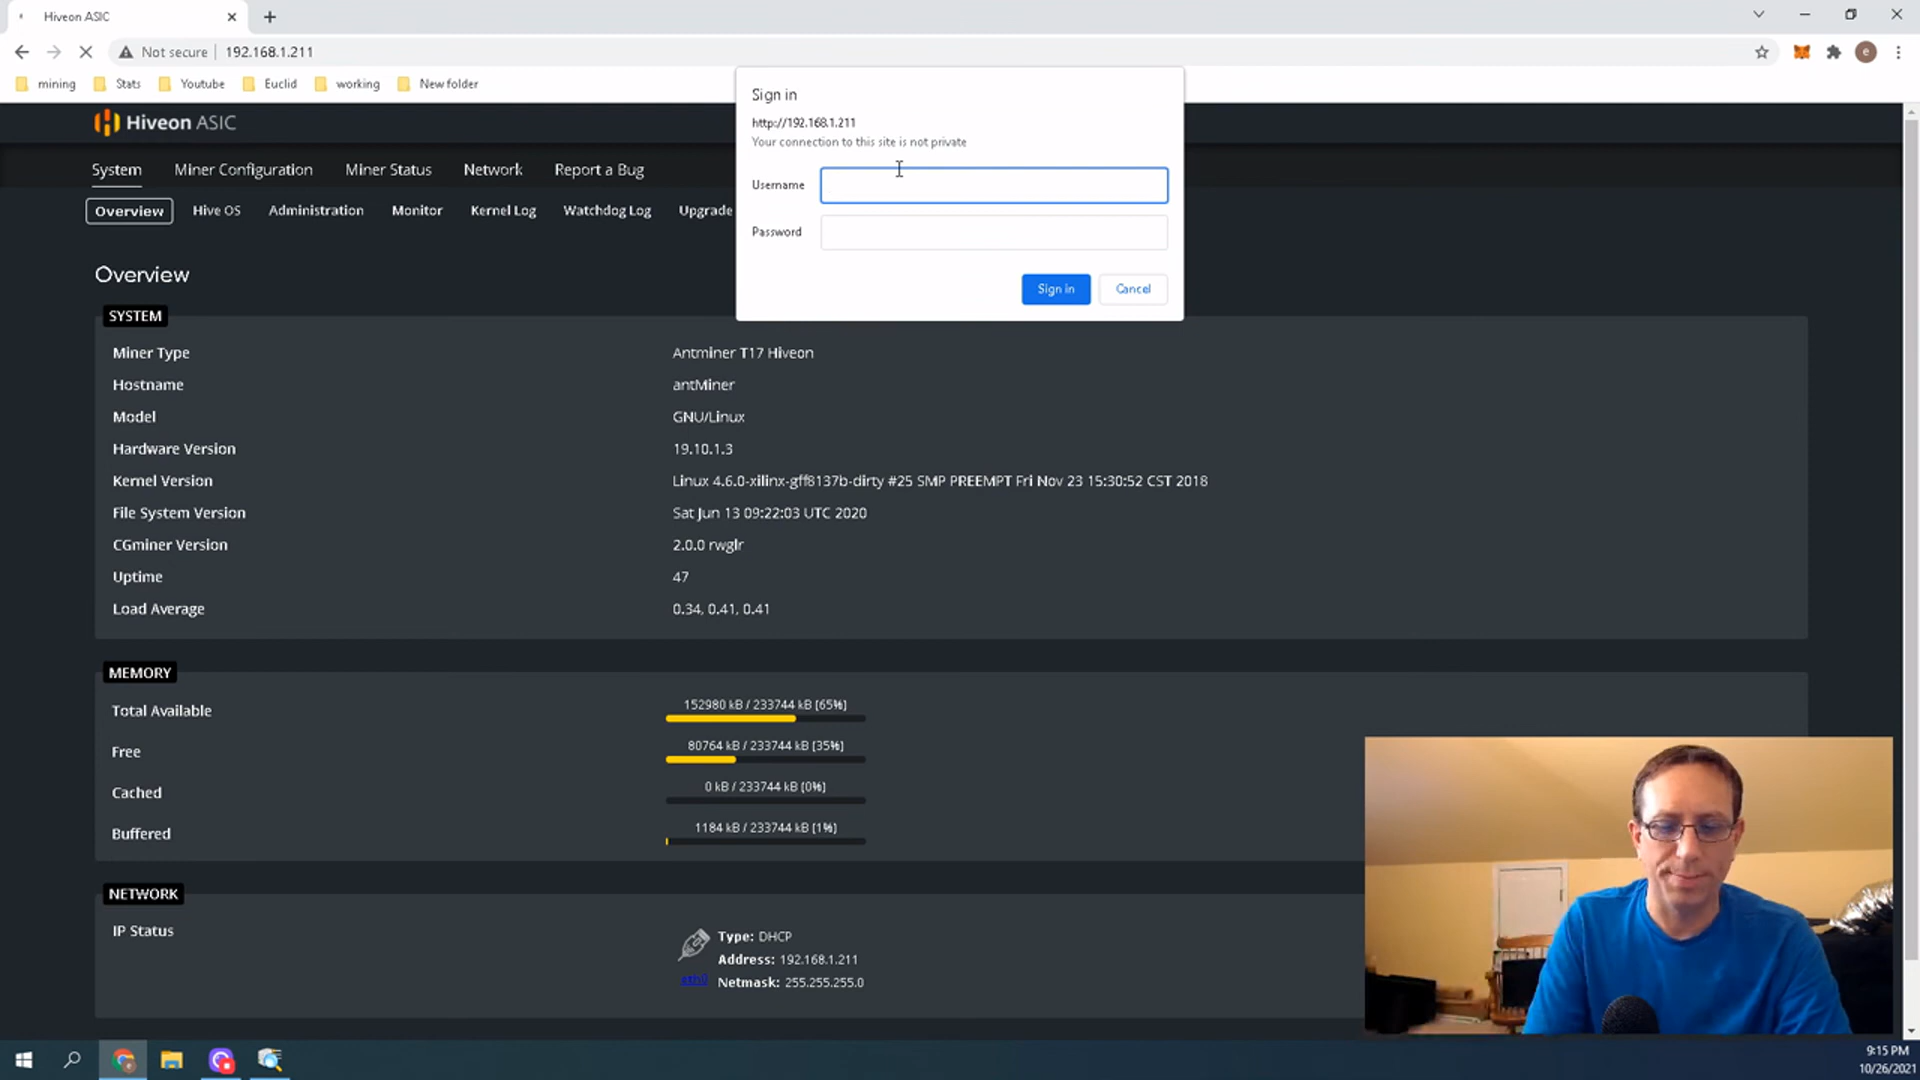 Hiveon ASIC
Not secure 192.168.1.211
mining Stats Youtube Euclid working New folder
e
Hiveon ASIC
System Miner Configuration Miner Status Network Report a Bug
Overview Hive OS Administration Monitor Kernel Log Watchdog Log Upgrade
Sign in
http://192.168.1.211
Your connection to this site is not private
Username
Password
Sign in Cancel
Overview
SYSTEM
Miner Type Antminer T17 Hiveon
Hostname antMiner
Model GNU/Linux
Hardware Version 19.10.1.3
Kernel Version Linux 4.6.0-xilinx-gff8137b-dirty #25 SMP PREEMPT Fri Nov 23 15:30:52 CST 2018
File System Version Sat Jun 13 09:22:03 UTC 2020
CGminer Version 2.0.0 rwglr
Uptime 47
Load Average 0.34, 0.41, 0.41
MEMORY
Total Available 152980 kB / 233744 kB [65%]
Free 80764 kB / 233744 kB [35%]
Cached 0 kB / 233744 kB [0%]
Buffered 1184 kB / 233744 kB [1%]
NETWORK
IP Status
Type: DHCP
Address: 192.168.1.211
eth0 Netmask: 255.255.255.0
9:15 PM
10/26/2021